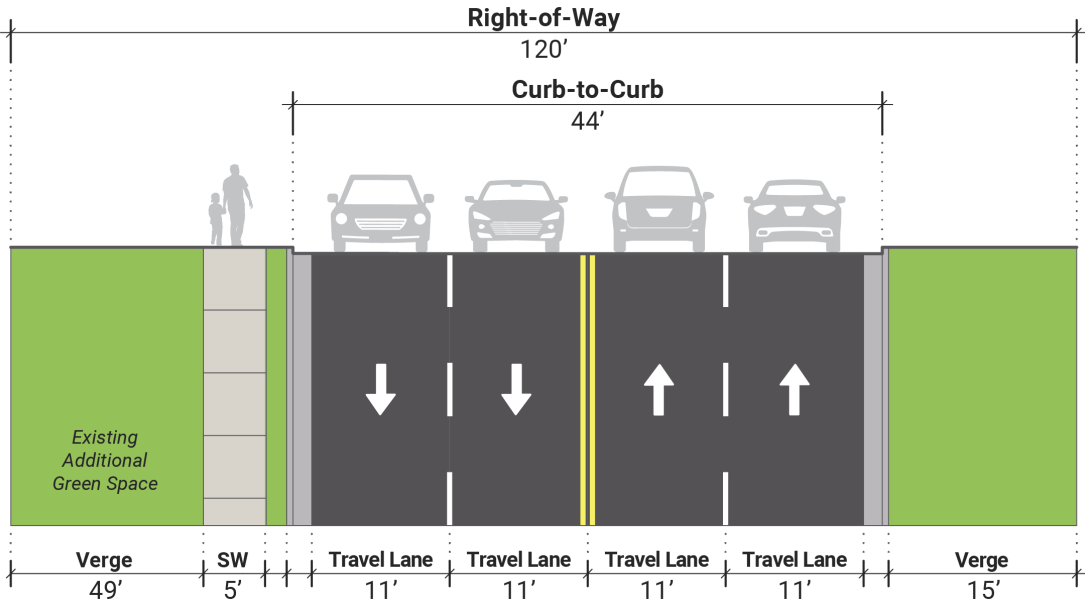 Right-of-Way
120’
Curb-to-Curb
44’
Existing
Additional
Green Space
Verge
SW
Travel Lane
Travel Lane
Travel Lane
Travel Lane
Verge
49’
5’
11’
11’
11’
11’
15’